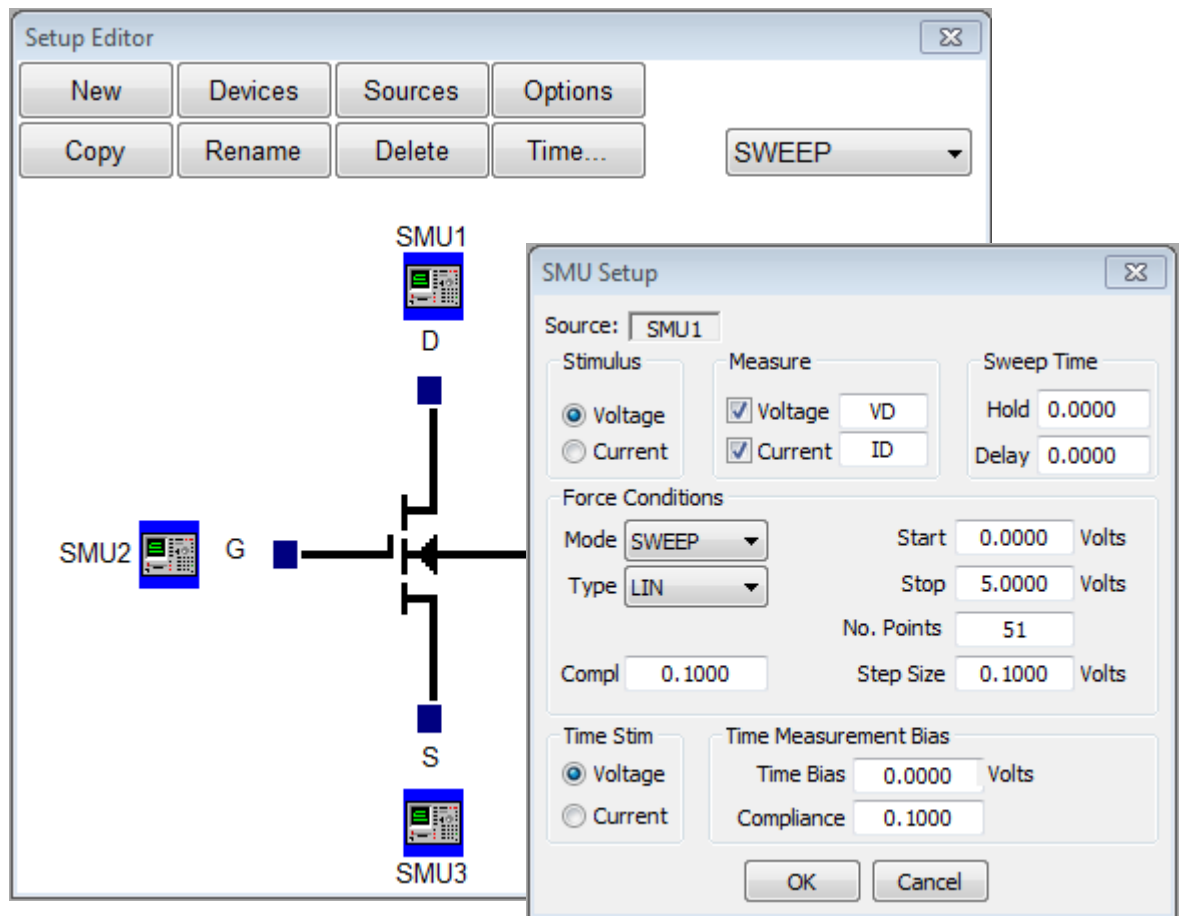 Setup Editor
New Devices Sources Options
Copy Rename Delete Time...
SWEEP
SMU1
D
SMU2
G
S
SMU3
SMU Setup
Source: SMU1
Stimulus
Voltage
Current
Measure
Voltage VD
Current ID
Sweep Time
Hold 0.0000
Delay 0.0000
Force Conditions
Mode SWEEP
Type LIN
Compl 0.1000
Start 0.0000 Volts
Stop 5.0000 Volts
No. Points 51
Step Size 0.1000 Volts
Time Stim
Voltage
Current
Time Measurement Bias
Time Bias 0.0000 Volts
Compliance 0.1000
OK Cancel